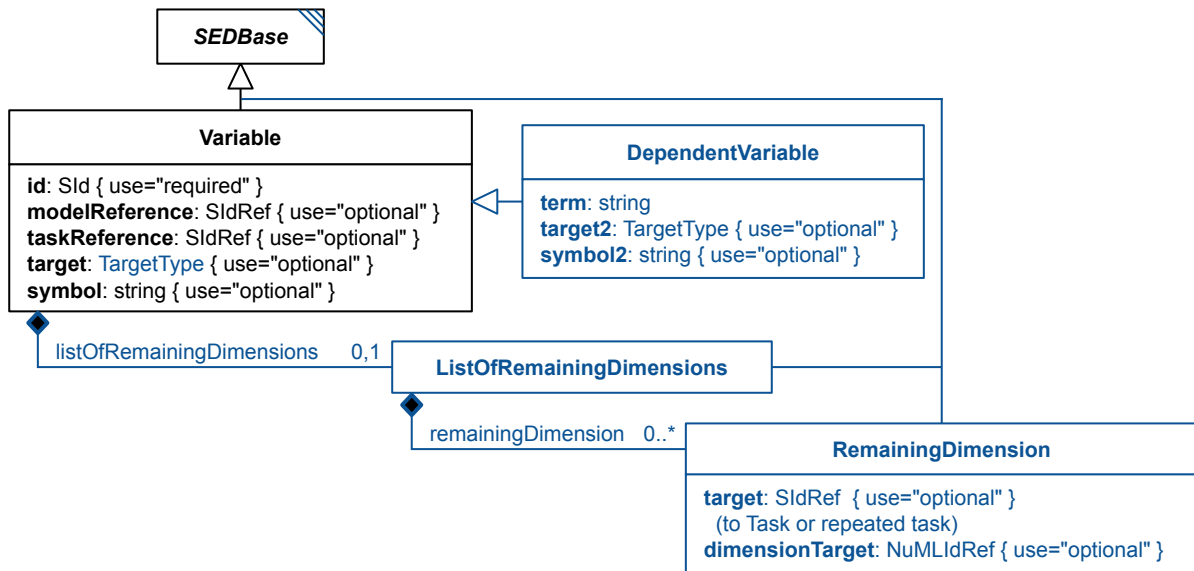 SEDBase
Variable
id: SId { use="required" }
modelReference: SIdRef { use="optional" }
taskReference: SIdRef { use="optional" }
target: TargetType { use="optional" }
symbol: string { use="optional" }
DependentVariable
term: string
target2: TargetType { use="optional" }
symbol2: string { use="optional" }
listOfRemainingDimensions 0,1
ListOfRemainingDimensions
remainingDimension 0..*
RemainingDimension
target: SIdRef { use="optional" }
(to Task or repeated task)
dimensionTarget: NuMLIdRef { use="optional" }